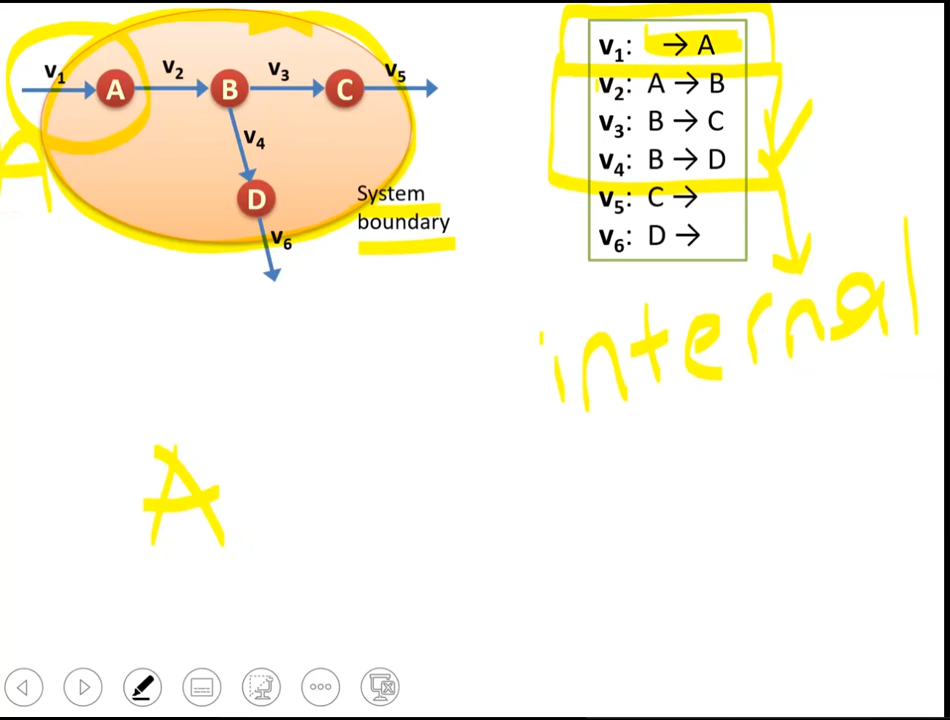 v₁ A v₂ B v₃ C v₅
v₄
D
v₆
System
boundary
v₁: → A
v₂: A → B
v₃: B → C
v₄: B → D
v₅: C →
v₆: D →
A
internal
A